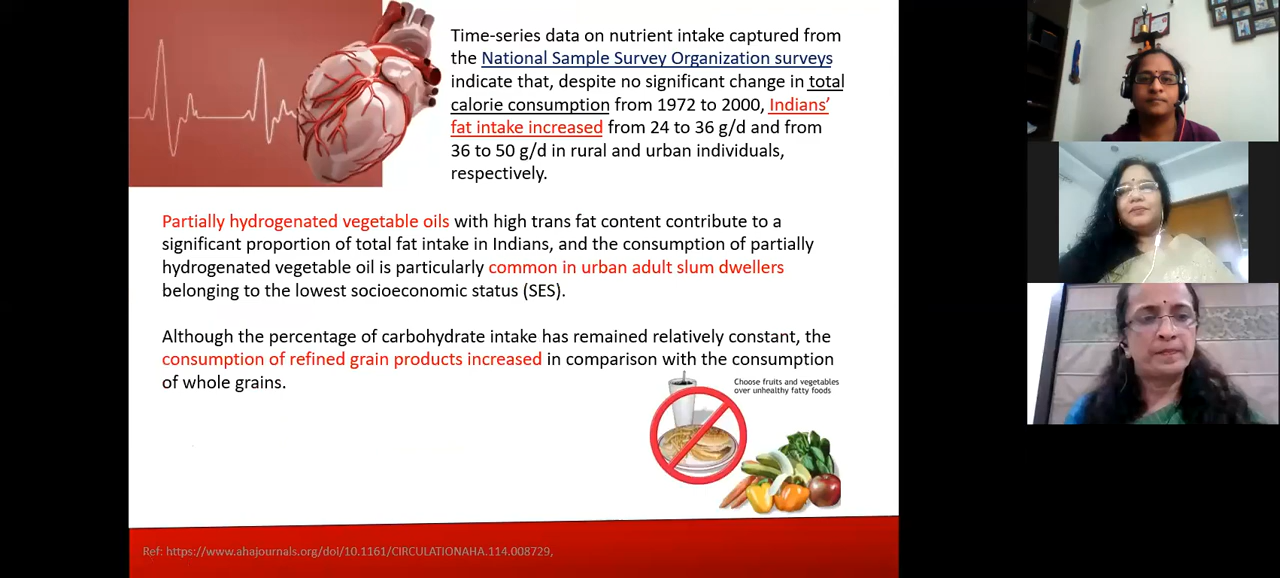 Time-series data on nutrient intake captured from
the National Sample Survey Organization surveys
indicate that, despite no significant change in total
calorie consumption from 1972 to 2000, Indians’
fat intake increased from 24 to 36 g/d and from
36 to 50 g/d in rural and urban individuals,
respectively.
Partially hydrogenated vegetable oils with high trans fat content contribute to a
significant proportion of total fat intake in Indians, and the consumption of partially
hydrogenated vegetable oil is particularly common in urban adult slum dwellers
belonging to the lowest socioeconomic status (SES).
Although the percentage of carbohydrate intake has remained relatively constant, the
consumption of refined grain products increased in comparison with the consumption
of whole grains.
Choose fruits and vegetables
over unhealthy fatty foods
Ref: https://www.ahajournals.org/doi/10.1161/CIRCULATIONAHA.114.008729,